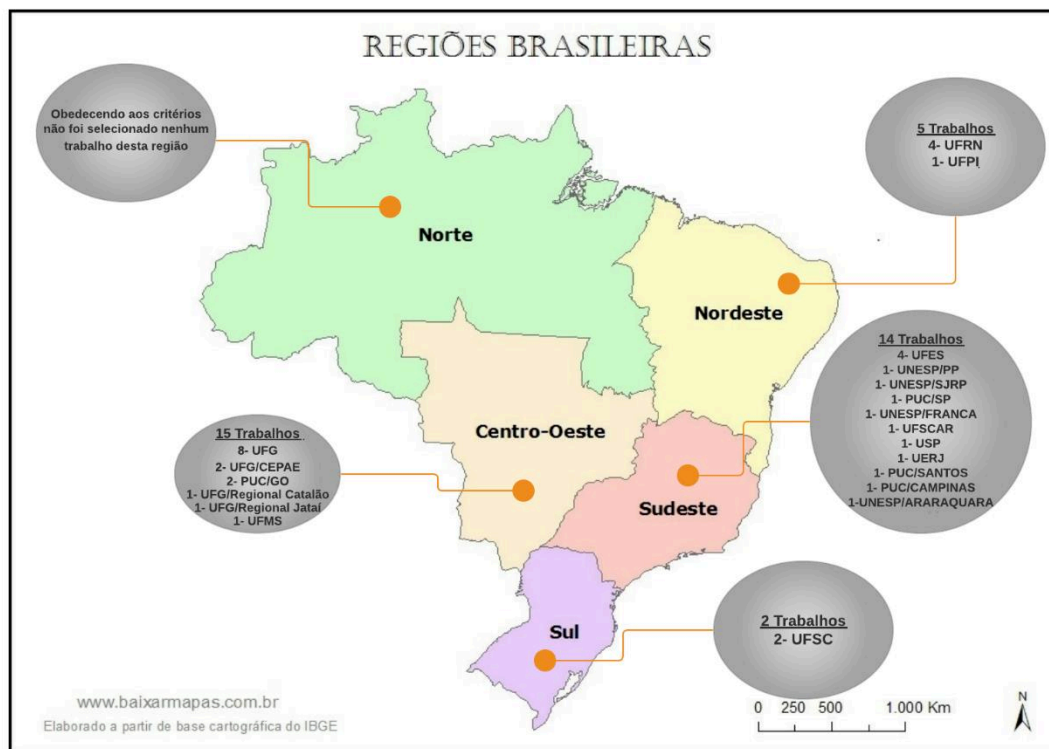 REGIÕES BRASILEIRAS
Obedecendo aos critérios
não foi selecionado nenhum
trabalho desta região
5 Trabalhos
4- UFRN
1- UFPI
Norte
Nordeste
14 Trabalhos
4- UFES
1- UNESP/PP
1- UNESP/SJRP
1- PUC/SP
1- UNESP/FRANCA
1- UFSCAR
1- USP
1- UERJ
1- PUC/SANTOS
1- PUC/CAMPINAS
1-UNESP/ARARAQUARA
Centro-Oeste
15 Trabalhos
8- UFG
2- UFG/CEPAE
2- PUC/GO
1- UFG/Regional Catalão
1- UFG/Regional Jataí
1- UFMS
Sudeste
2 Trabalhos
2- UFSC
Sul
www.baixarmapas.com.br
Elaborado a partir de base cartográfica do IBGE
0 250 500 1.000 Km
N